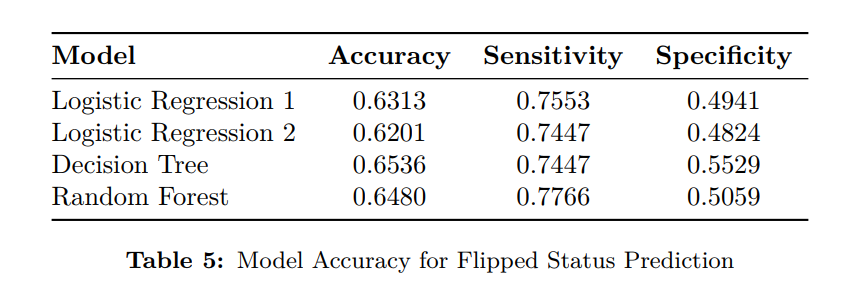 Model Accuracy Sensitivity Specificity
Logistic Regression 1 0.6313 0.7553 0.4941
Logistic Regression 2 0.6201 0.7447 0.4824
Decision Tree 0.6536 0.7447 0.5529
Random Forest 0.6480 0.7766 0.5059
Table 5: Model Accuracy for Flipped Status Prediction